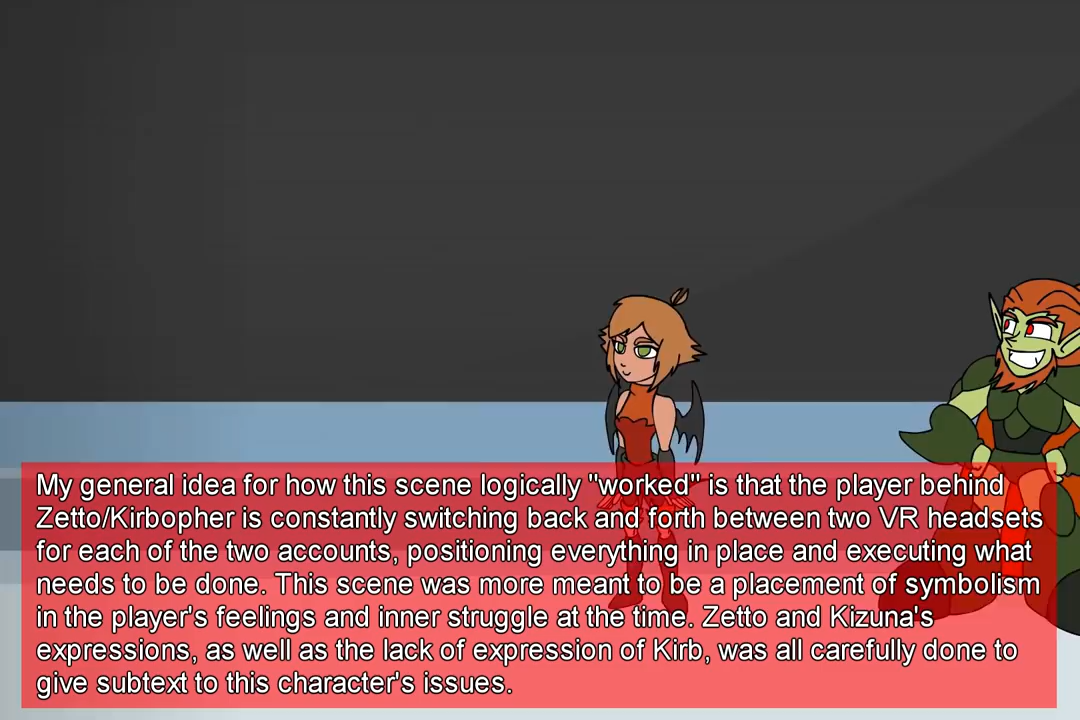 My general idea for how this scene logically "worked" is that the player behind
Zetto/Kirbopher is constantly switching back and forth between two VR headsets
for each of the two accounts, positioning everything in place and executing what
needs to be done. This scene was more meant to be a placement of symbolism
in the player's feelings and inner struggle at the time. Zetto and Kizuna's
expressions, as well as the lack of expression of Kirb, was all carefully done to
give subtext to this character's issues.